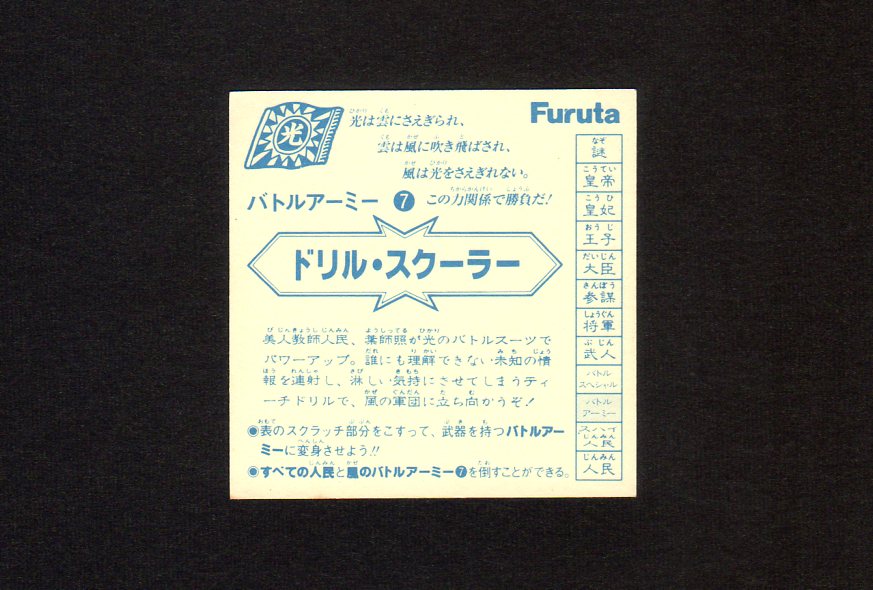 光
光は雲にさえぎられ、
雲は風に吹き飛ばされ、
風は光をさえぎれない。
Furuta
バトルアーミー 7 この力関係で勝負だ!
ドリル・スクーラー
美人教師人民、葉師照が光のバトルスーツで
パワーアップ。誰にも理解できない未知の情
報を連射し、淋しい気持にさせてしまうティ
ーチドリルで、風の軍団に立ち向かうぞ!
◉表のスクラッチ部分をこすって、武器を持つバトルアー
ミーに変身させよう!!
◉すべての人民と風のバトルアーミー7を倒すことができる。
謎
皇帝
皇妃
王子
大臣
参謀
将軍
武人
バトル
スペシャル
バトル
アーミー
スパイ
人民
人民